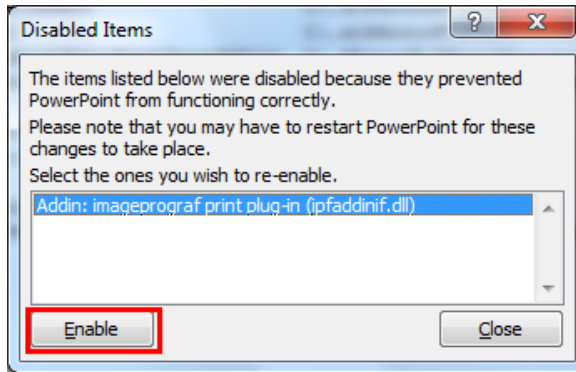 Disabled Items
The items listed below were disabled because they prevented
PowerPoint from functioning correctly.
Please note that you may have to restart PowerPoint for these
changes to take place.
Select the ones you wish to re-enable.
Addin: imageprograf print plug-in (ipfaddinif.dll)
Enable
Close